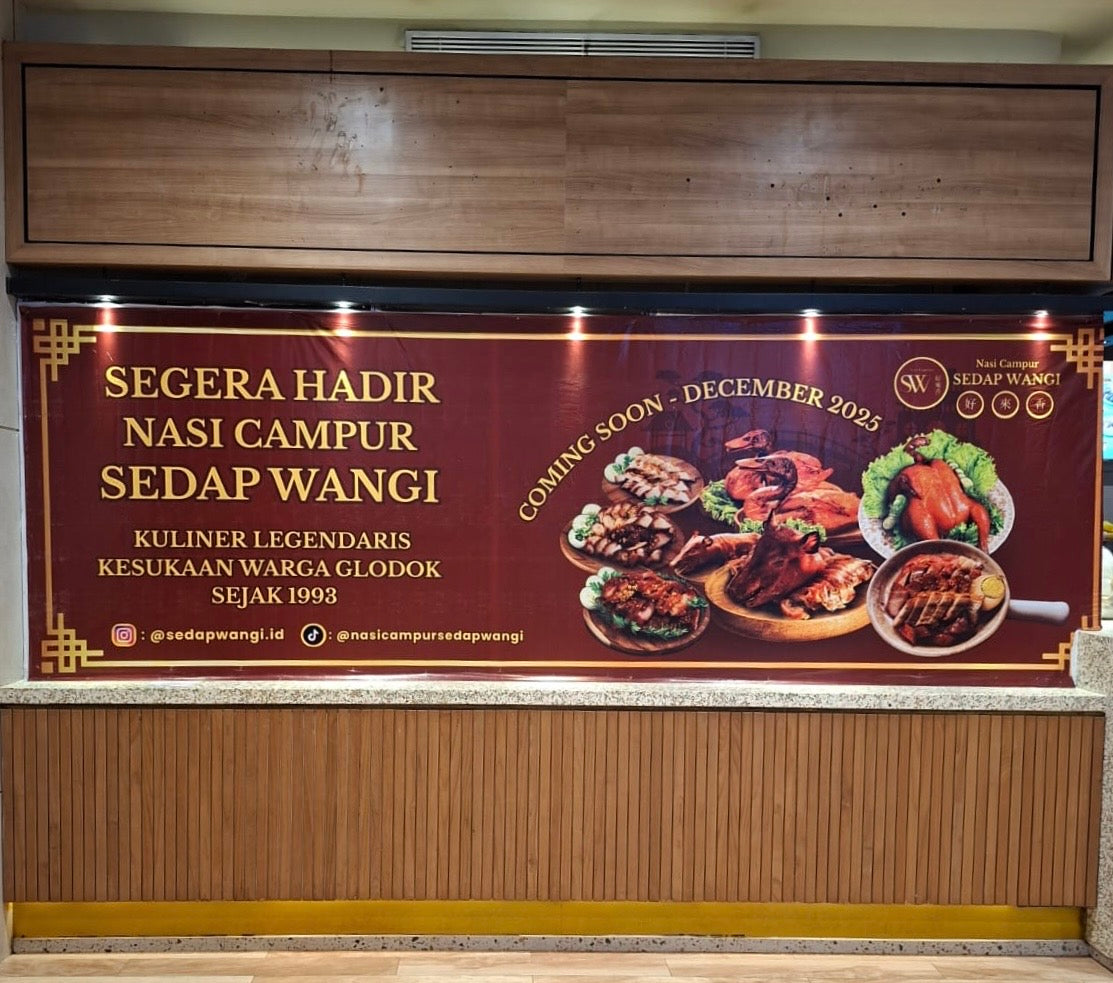 SEGERA HADIR
NASI CAMPUR
SEDAP WANGI
KULINER LEGENDARIS
KESUKAAN WARGA GLODOK
SEJAK 1993
: @sedapwangi.id : @nasicampursedapwangi
COMING SOON - DECEMBER 2025
SW
Nasi Campur
SEDAP WANGI
好 來 香